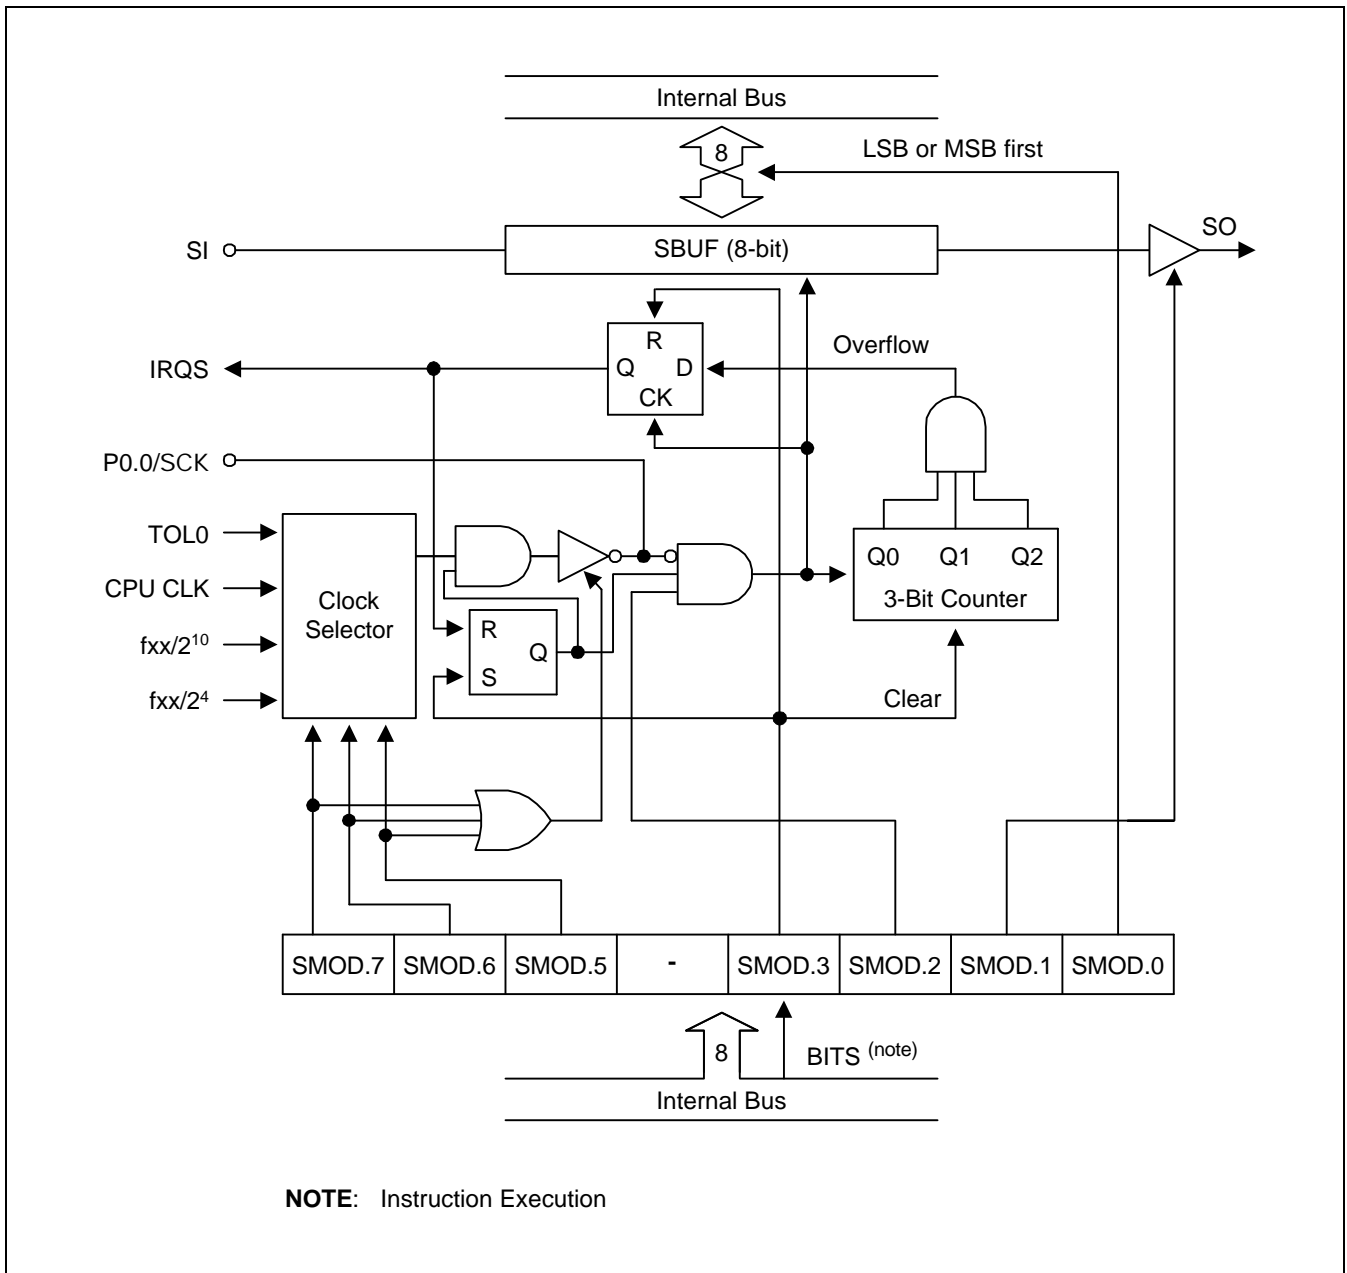 Internal Bus
8
LSB or MSB first
SI
SBUF (8-bit)
SO
R
Overflow
IRQS
Q D
CK
P0.0/SCK
TOL0
CPU CLK
fxx/2¹⁰
fxx/2⁴
Clock
Selector
R
Q
S
Q0 Q1 Q2
3-Bit Counter
Clear
SMOD.7 SMOD.6 SMOD.5 - SMOD.3 SMOD.2 SMOD.1 SMOD.0
8
BITS (note)
Internal Bus
NOTE: Instruction Execution